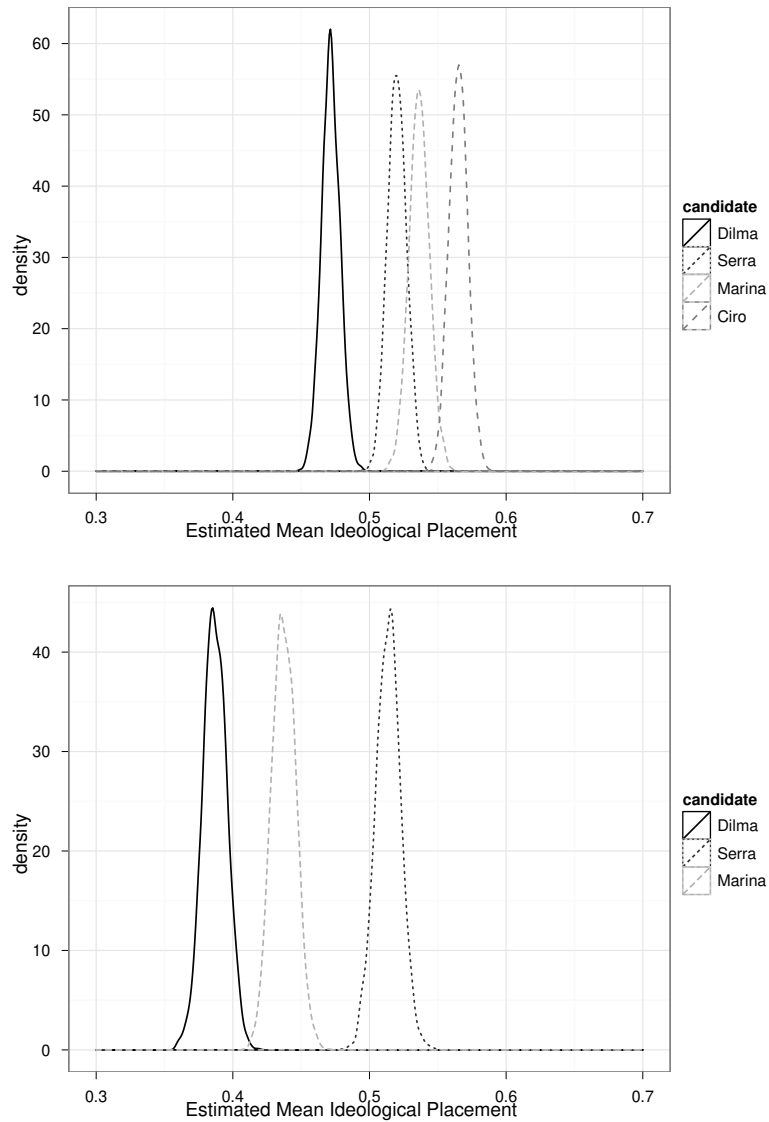 60
50
40
30
20
10
0
density
0.3 0.4 0.5 0.6 0.7
Estimated Mean Ideological Placement
candidate
Dilma
Serra
Marina
Ciro
40
30
20
10
0
density
0.3 0.4 0.5 0.6 0.7
Estimated Mean Ideological Placement
candidate
Dilma
Serra
Marina